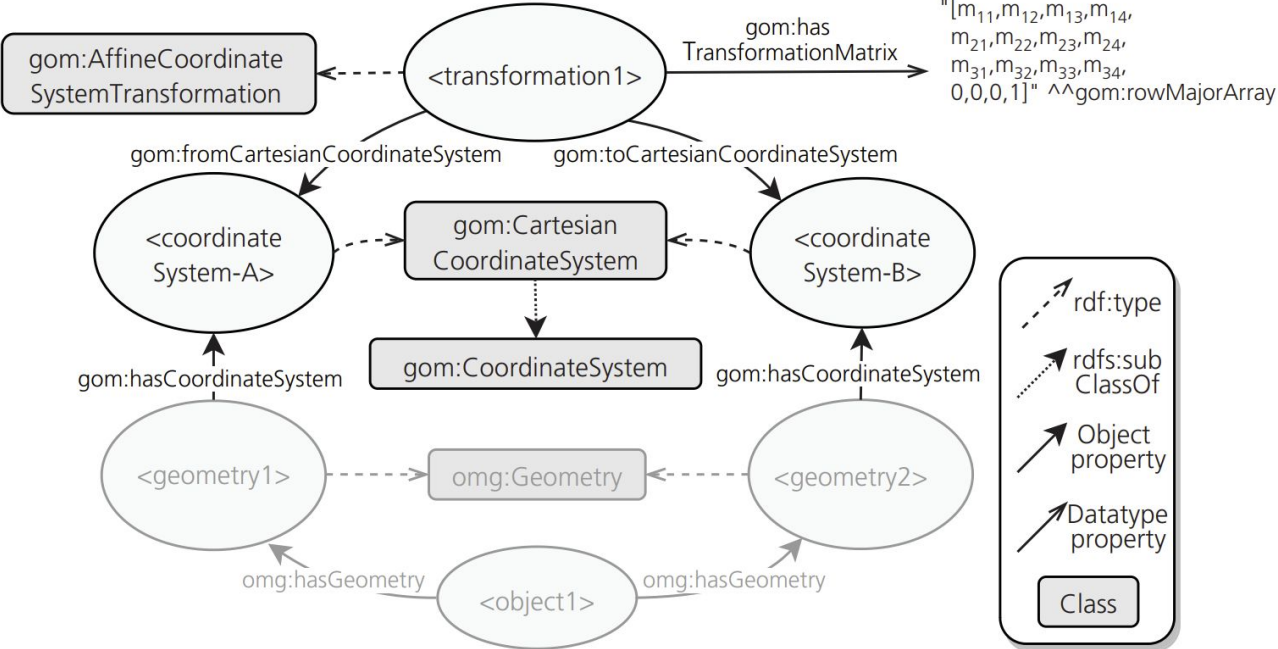 gom:AffineCoordinate
SystemTransformation
<transformation1>
gom:has
TransformationMatrix
"[m11,m12,m13,m14,
m21,m22,m23,m24,
m31,m32,m33,m34,
0,0,0,1]" ^^gom:rowMajorArray
gom:fromCartesianCoordinateSystem
gom:toCartesianCoordinateSystem
<coordinate
System-A>
gom:Cartesian
CoordinateSystem
<coordinate
System-B>
gom:CoordinateSystem
gom:hasCoordinateSystem
gom:hasCoordinateSystem
<geometry1>
omg:Geometry
<geometry2>
omg:hasGeometry
<object1>
omg:hasGeometry
rdf:type
rdfs:sub
ClassOf
Object
property
Datatype
property
Class